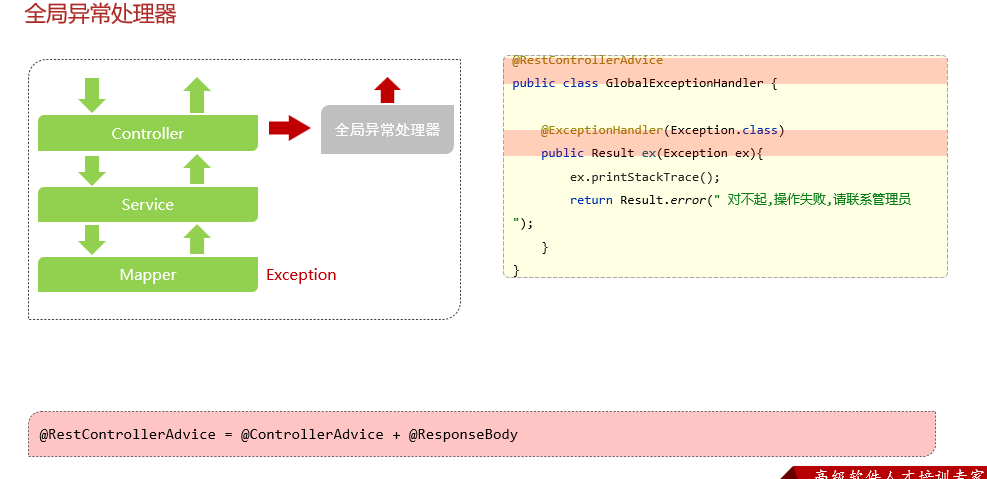 全局异常处理器
Controller
全局异常处理器
Service
Mapper
Exception
@RestControllerAdvice
public class GlobalExceptionHandler {
@ExceptionHandler(Exception.class)
public Result ex(Exception ex){
ex.printStackTrace();
return Result.error(" 对不起,操作失败,请联系管理员
");
}
}
@RestControllerAdvice = @ControllerAdvice + @ResponseBody
高级软件人才培训专家